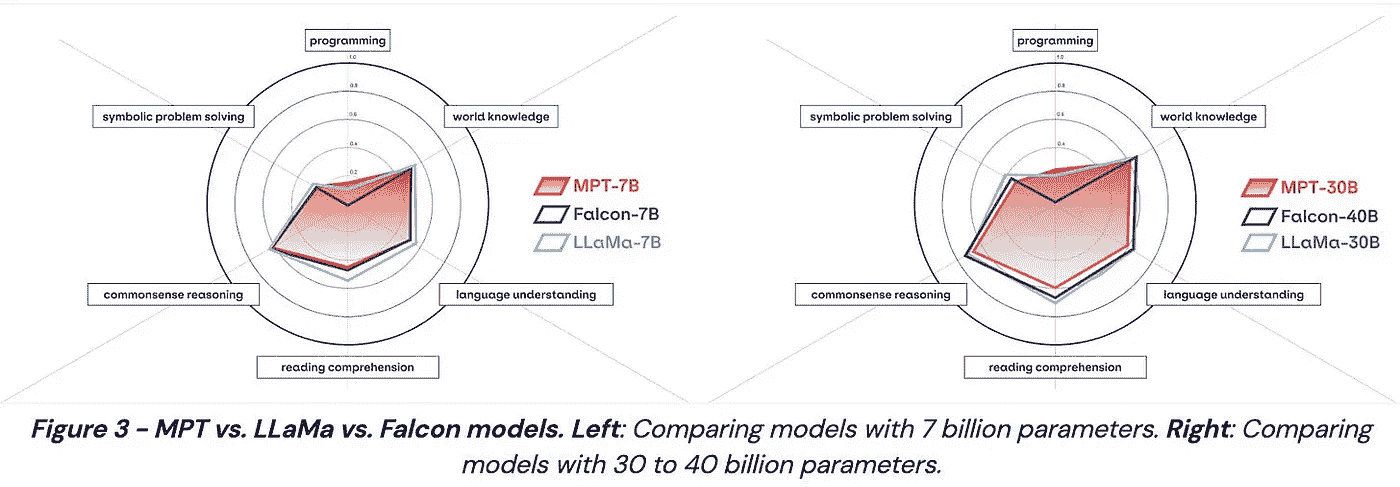 programming
1.0
0.8
0.6
0.4
0.2
symbolic problem solving
world knowledge
commonsense reasoning
language understanding
reading comprehension
MPT-7B
Falcon-7B
LLaMa-7B
programming
1.0
0.8
0.6
0.4
symbolic problem solving
world knowledge
commonsense reasoning
language understanding
reading comprehension
MPT-30B
Falcon-40B
LLaMa-30B
Figure 3 - MPT vs. LLaMa vs. Falcon models. Left: Comparing models with 7 billion parameters. Right: Comparing
models with 30 to 40 billion parameters.